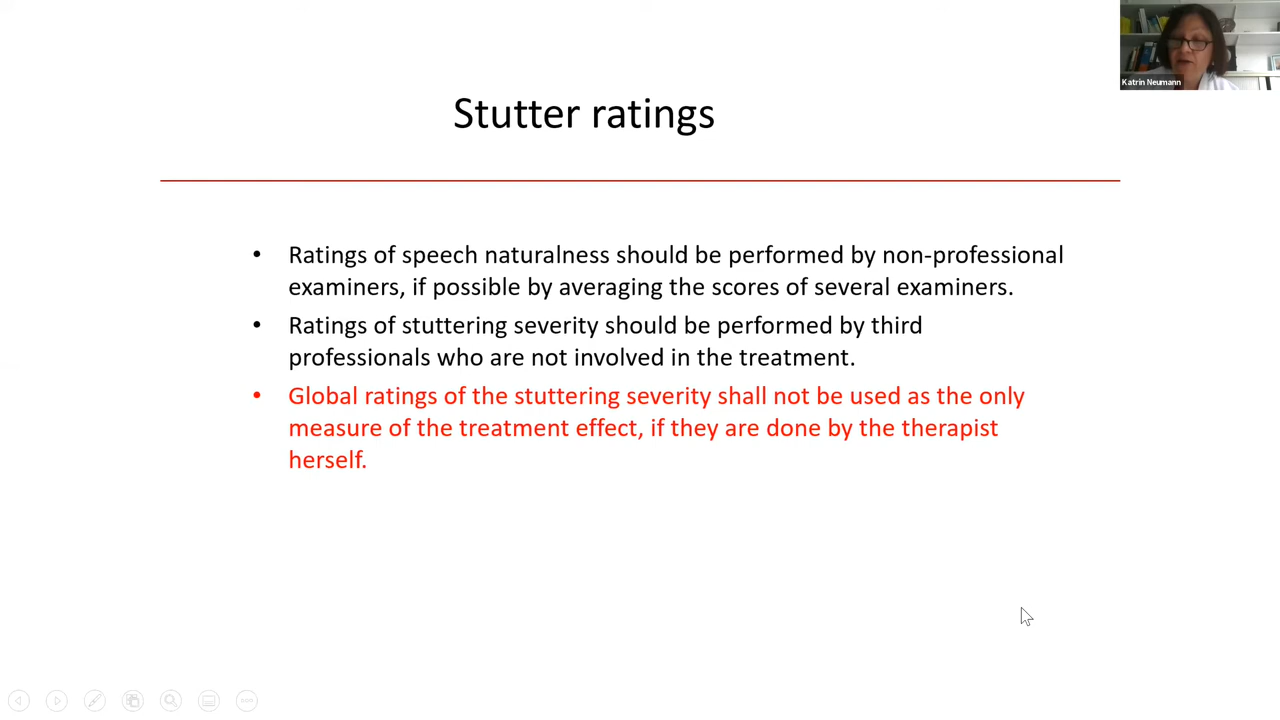 Katrin Neumann
Stutter ratings
• Ratings of speech naturalness should be performed by non-professional
examiners, if possible by averaging the scores of several examiners.
• Ratings of stuttering severity should be performed by third
professionals who are not involved in the treatment.
• Global ratings of the stuttering severity shall not be used as the only
measure of the treatment effect, if they are done by the therapist
herself.